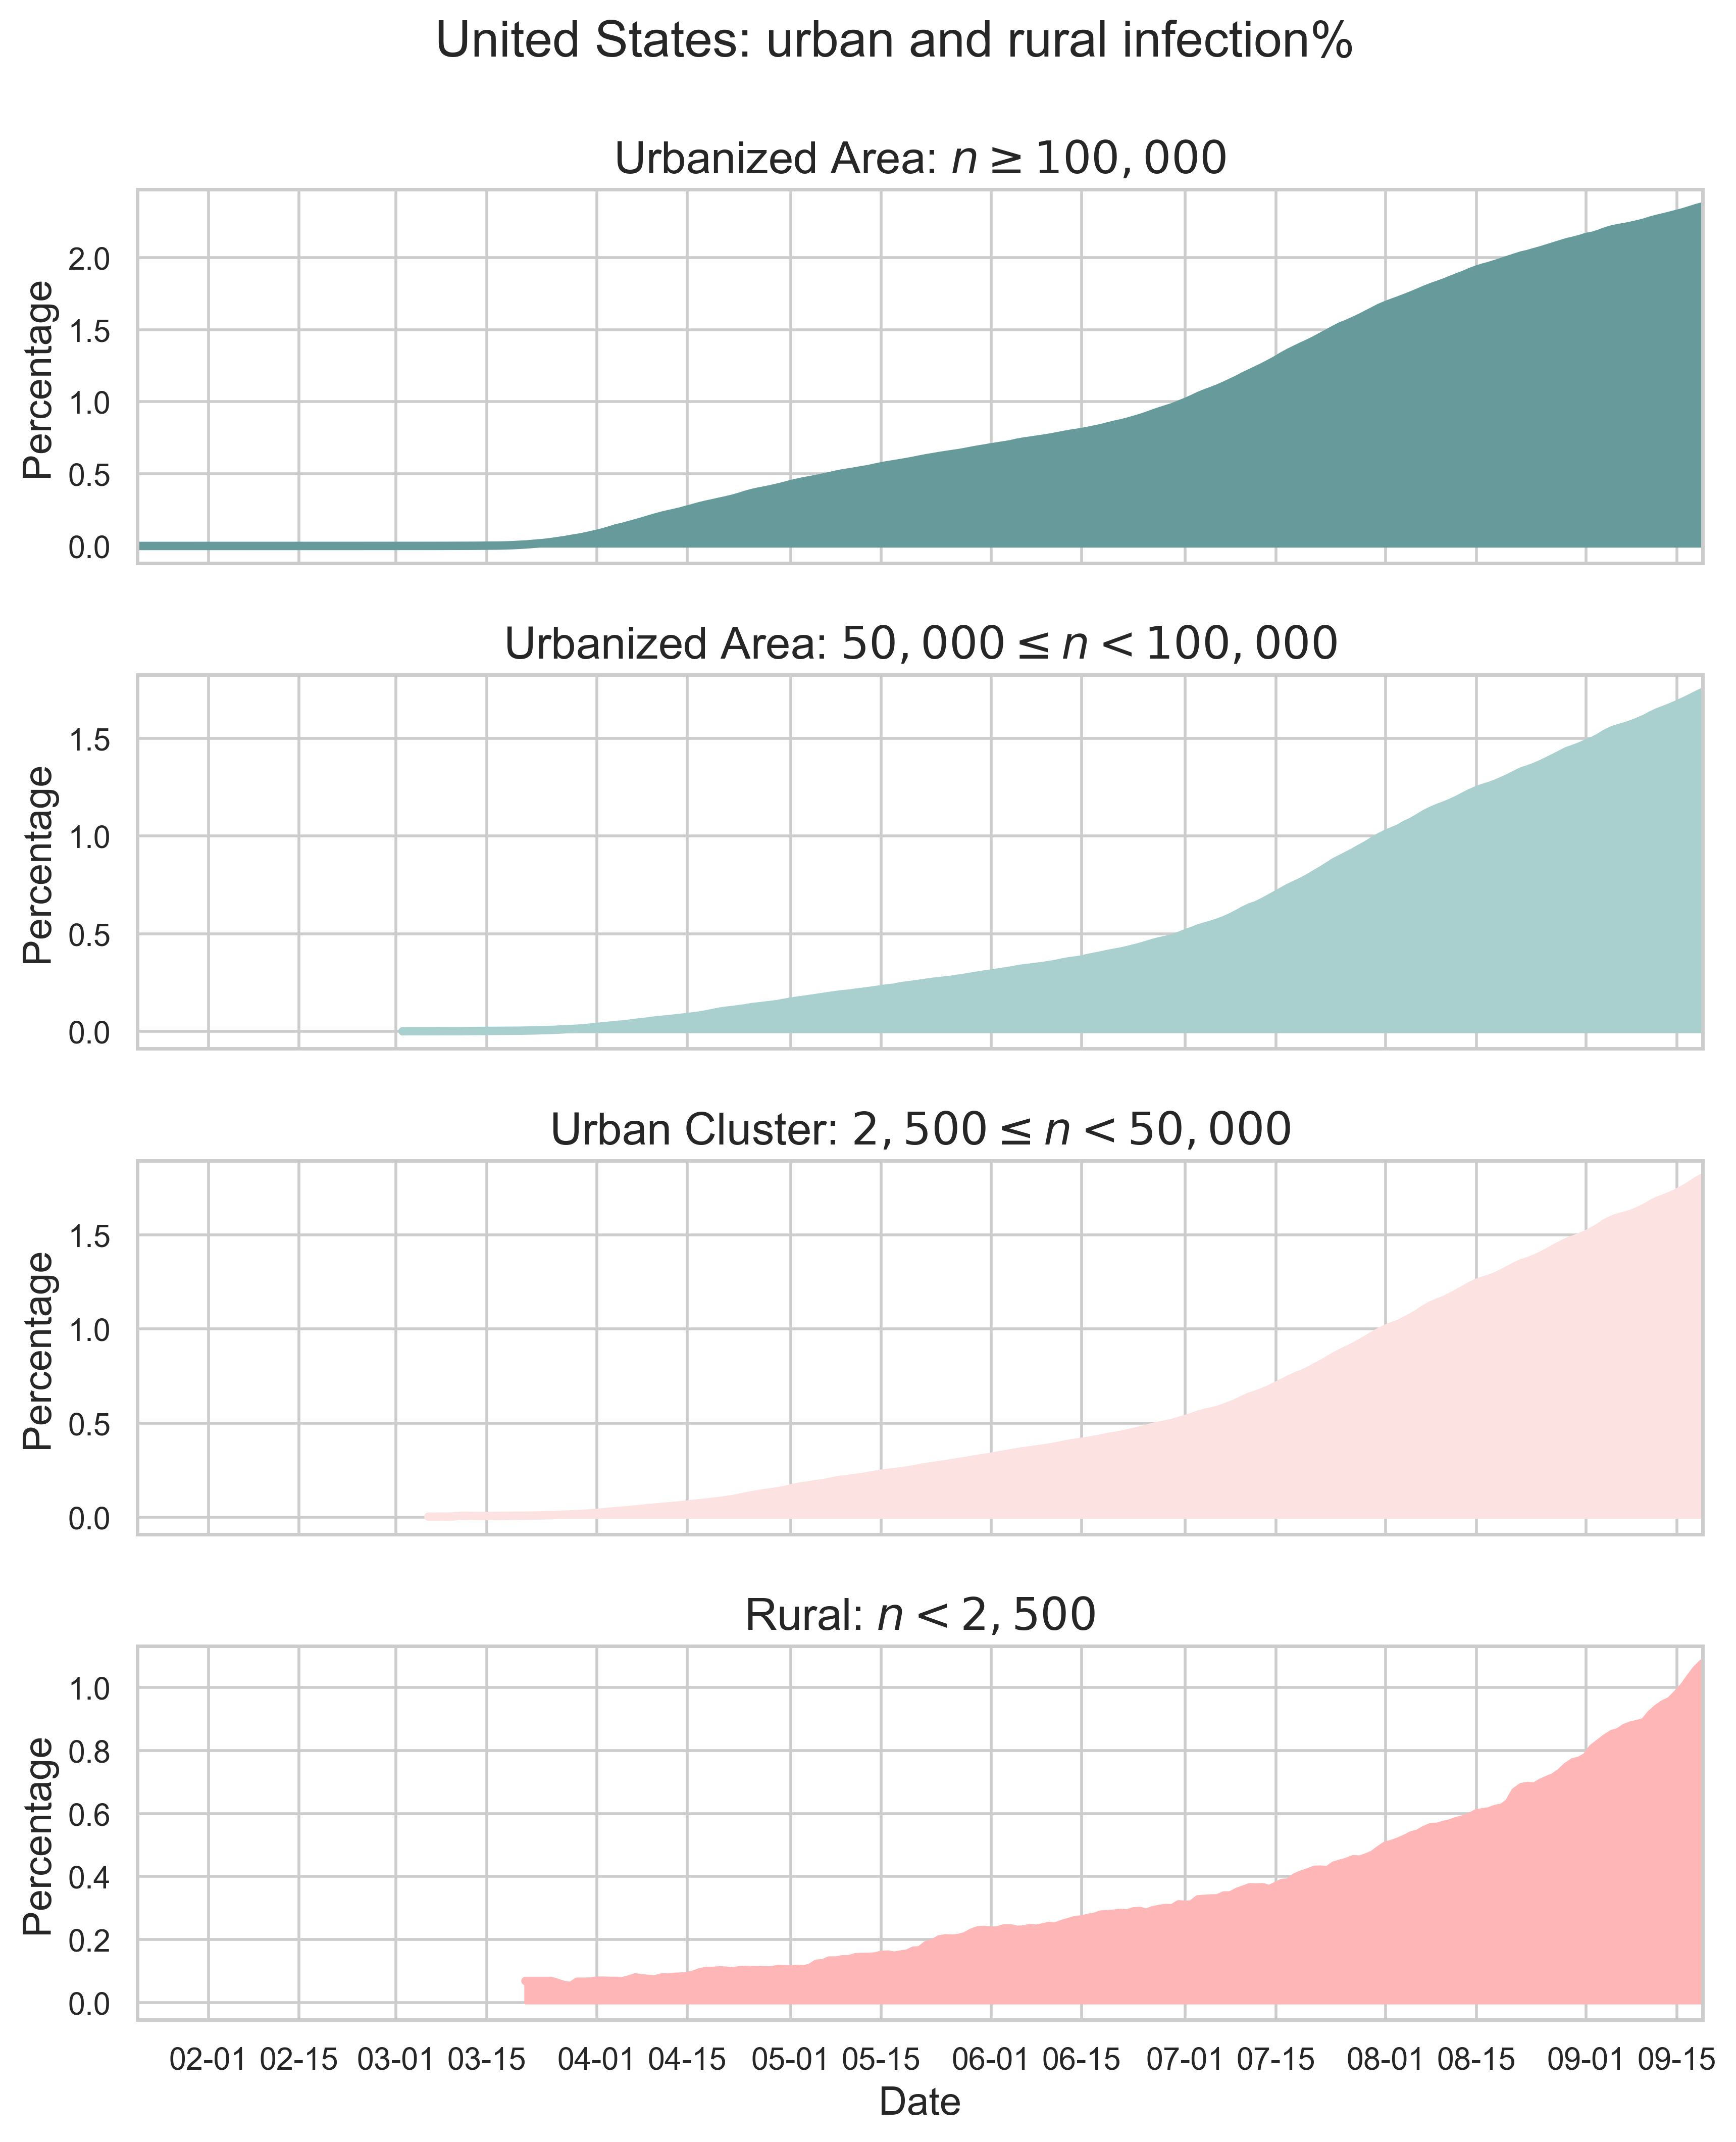 United States: urban and rural infection%
Urbanized Area: n ≥ 100,000
Percentage
2.0
1.5
1.0
0.5
0.0
Urbanized Area: 50,000 ≤ n < 100,000
Percentage
1.5
1.0
0.5
0.0
Urban Cluster: 2,500 ≤ n < 50,000
Percentage
1.5
1.0
0.5
0.0
Rural: n < 2,500
Percentage
1.0
0.8
0.6
0.4
0.2
0.0
02-01 02-15 03-01 03-15 04-01 04-15 05-01 05-15 06-01 06-15 07-01 07-15 08-01 08-15 09-01 09-15
Date